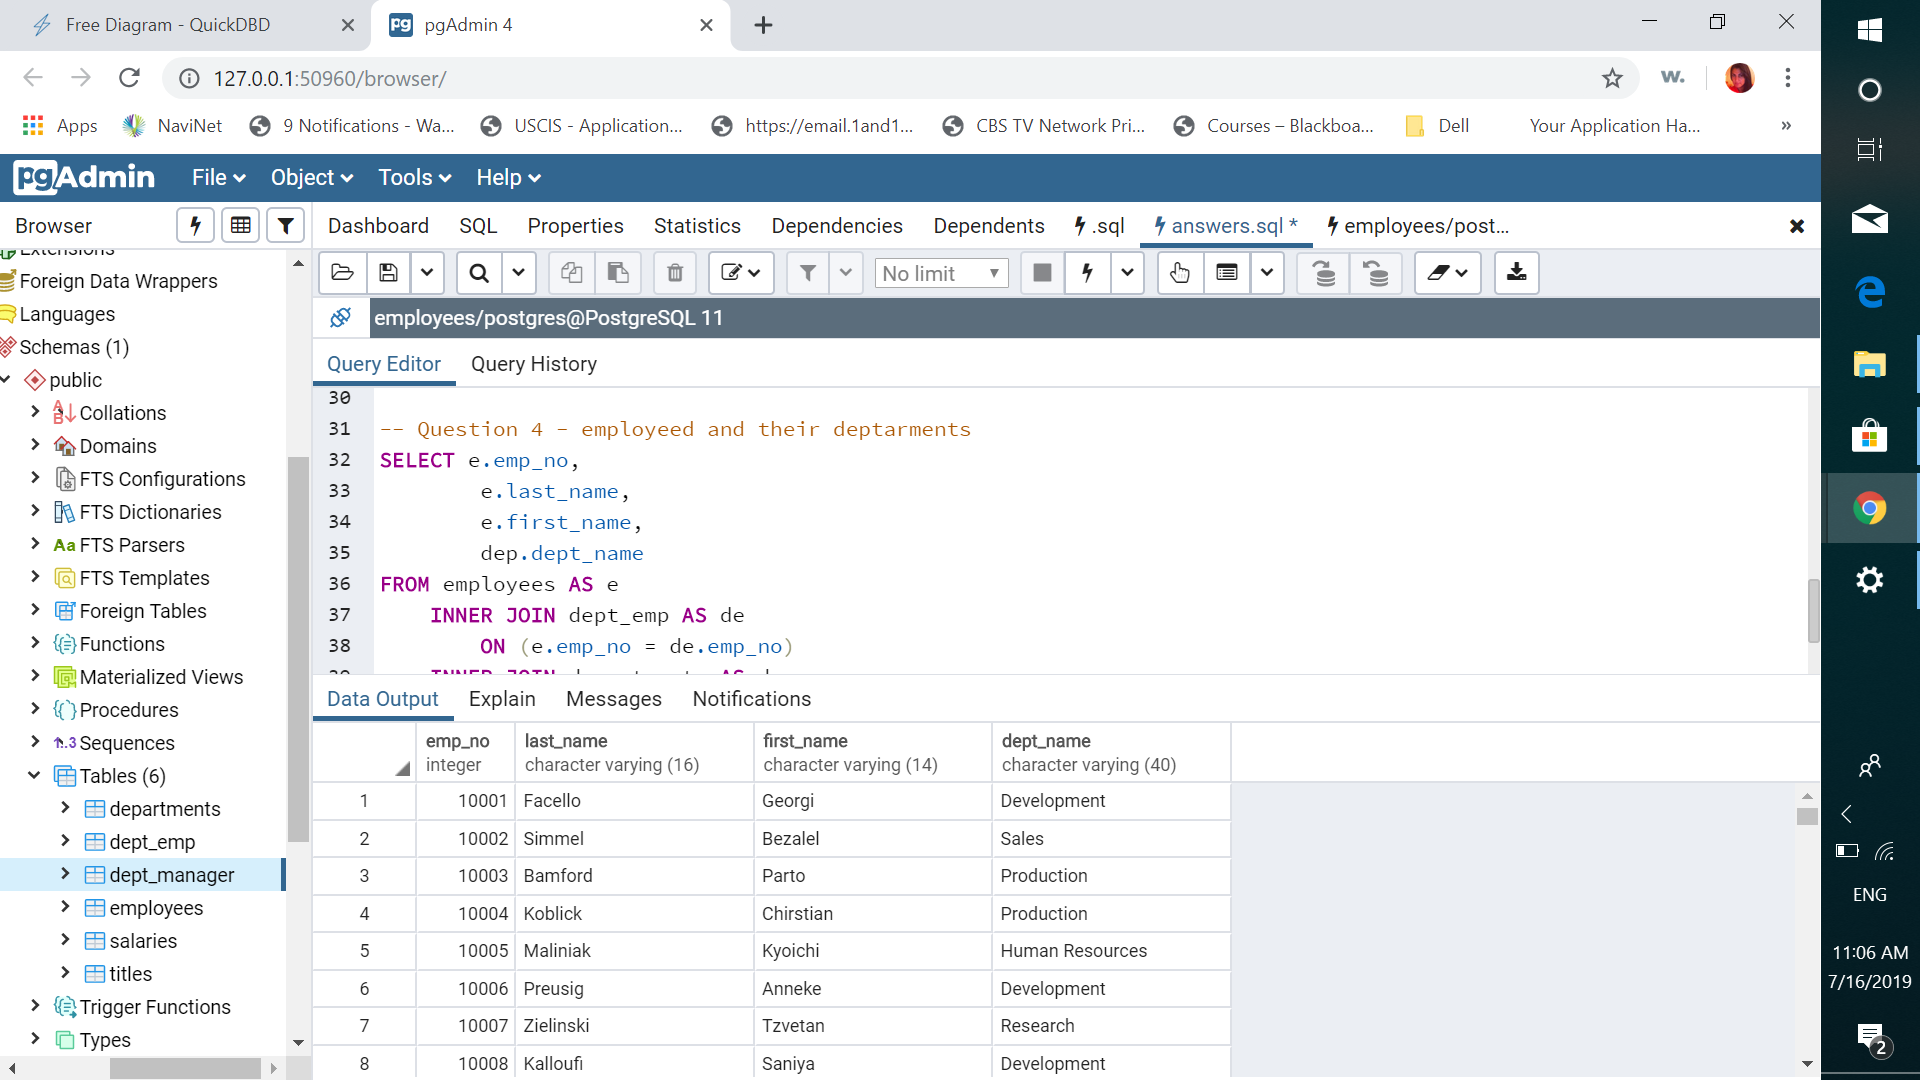 Free Diagram - QuickDBD
pgAdmin 4
127.0.0.1:50960/browser/
w.
Apps
NaviNet
9 Notifications - Wa...
USCIS - Application...
https://email.1and1...
CBS TV Network Pri...
Courses – Blackboa...
Dell
Your Application Ha...
»
pgAdmin
File
Object
Tools
Help
Browser
Dashboard
SQL
Properties
Statistics
Dependencies
Dependents
.sql
answers.sql *
employees/post...
Extensions
Foreign Data Wrappers
Languages
Schemas (1)
public
Collations
Domains
FTS Configurations
FTS Dictionaries
Aa FTS Parsers
FTS Templates
Foreign Tables
Functions
Materialized Views
Procedures
1..3 Sequences
Tables (6)
departments
dept_emp
dept_manager
employees
salaries
titles
Trigger Functions
Types
No limit
employees/postgres@PostgreSQL 11
Query Editor
Query History
30
31 -- Question 4 - employeed and their deptarments
32 SELECT e.emp_no,
33 e.last_name,
34 e.first_name,
35 dep.dept_name
36 FROM employees AS e
37 INNER JOIN dept_emp AS de
38 ON (e.emp_no = de.emp_no)
Data Output
Explain
Messages
Notifications
emp_no integer
last_name character varying (16)
first_name character varying (14)
dept_name character varying (40)
1 10001 Facello Georgi Development
2 10002 Simmel Bezalel Sales
3 10003 Bamford Parto Production
4 10004 Koblick Chirstian Production
5 10005 Maliniak Kyoichi Human Resources
6 10006 Preusig Anneke Development
7 10007 Zielinski Tzvetan Research
8 10008 Kalloufi Saniya Development
ENG
11:06 AM
7/16/2019
2